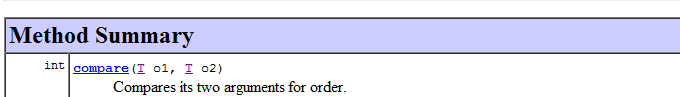 Method Summary
int compare(T o1, T o2)
Compares its two arguments for order.